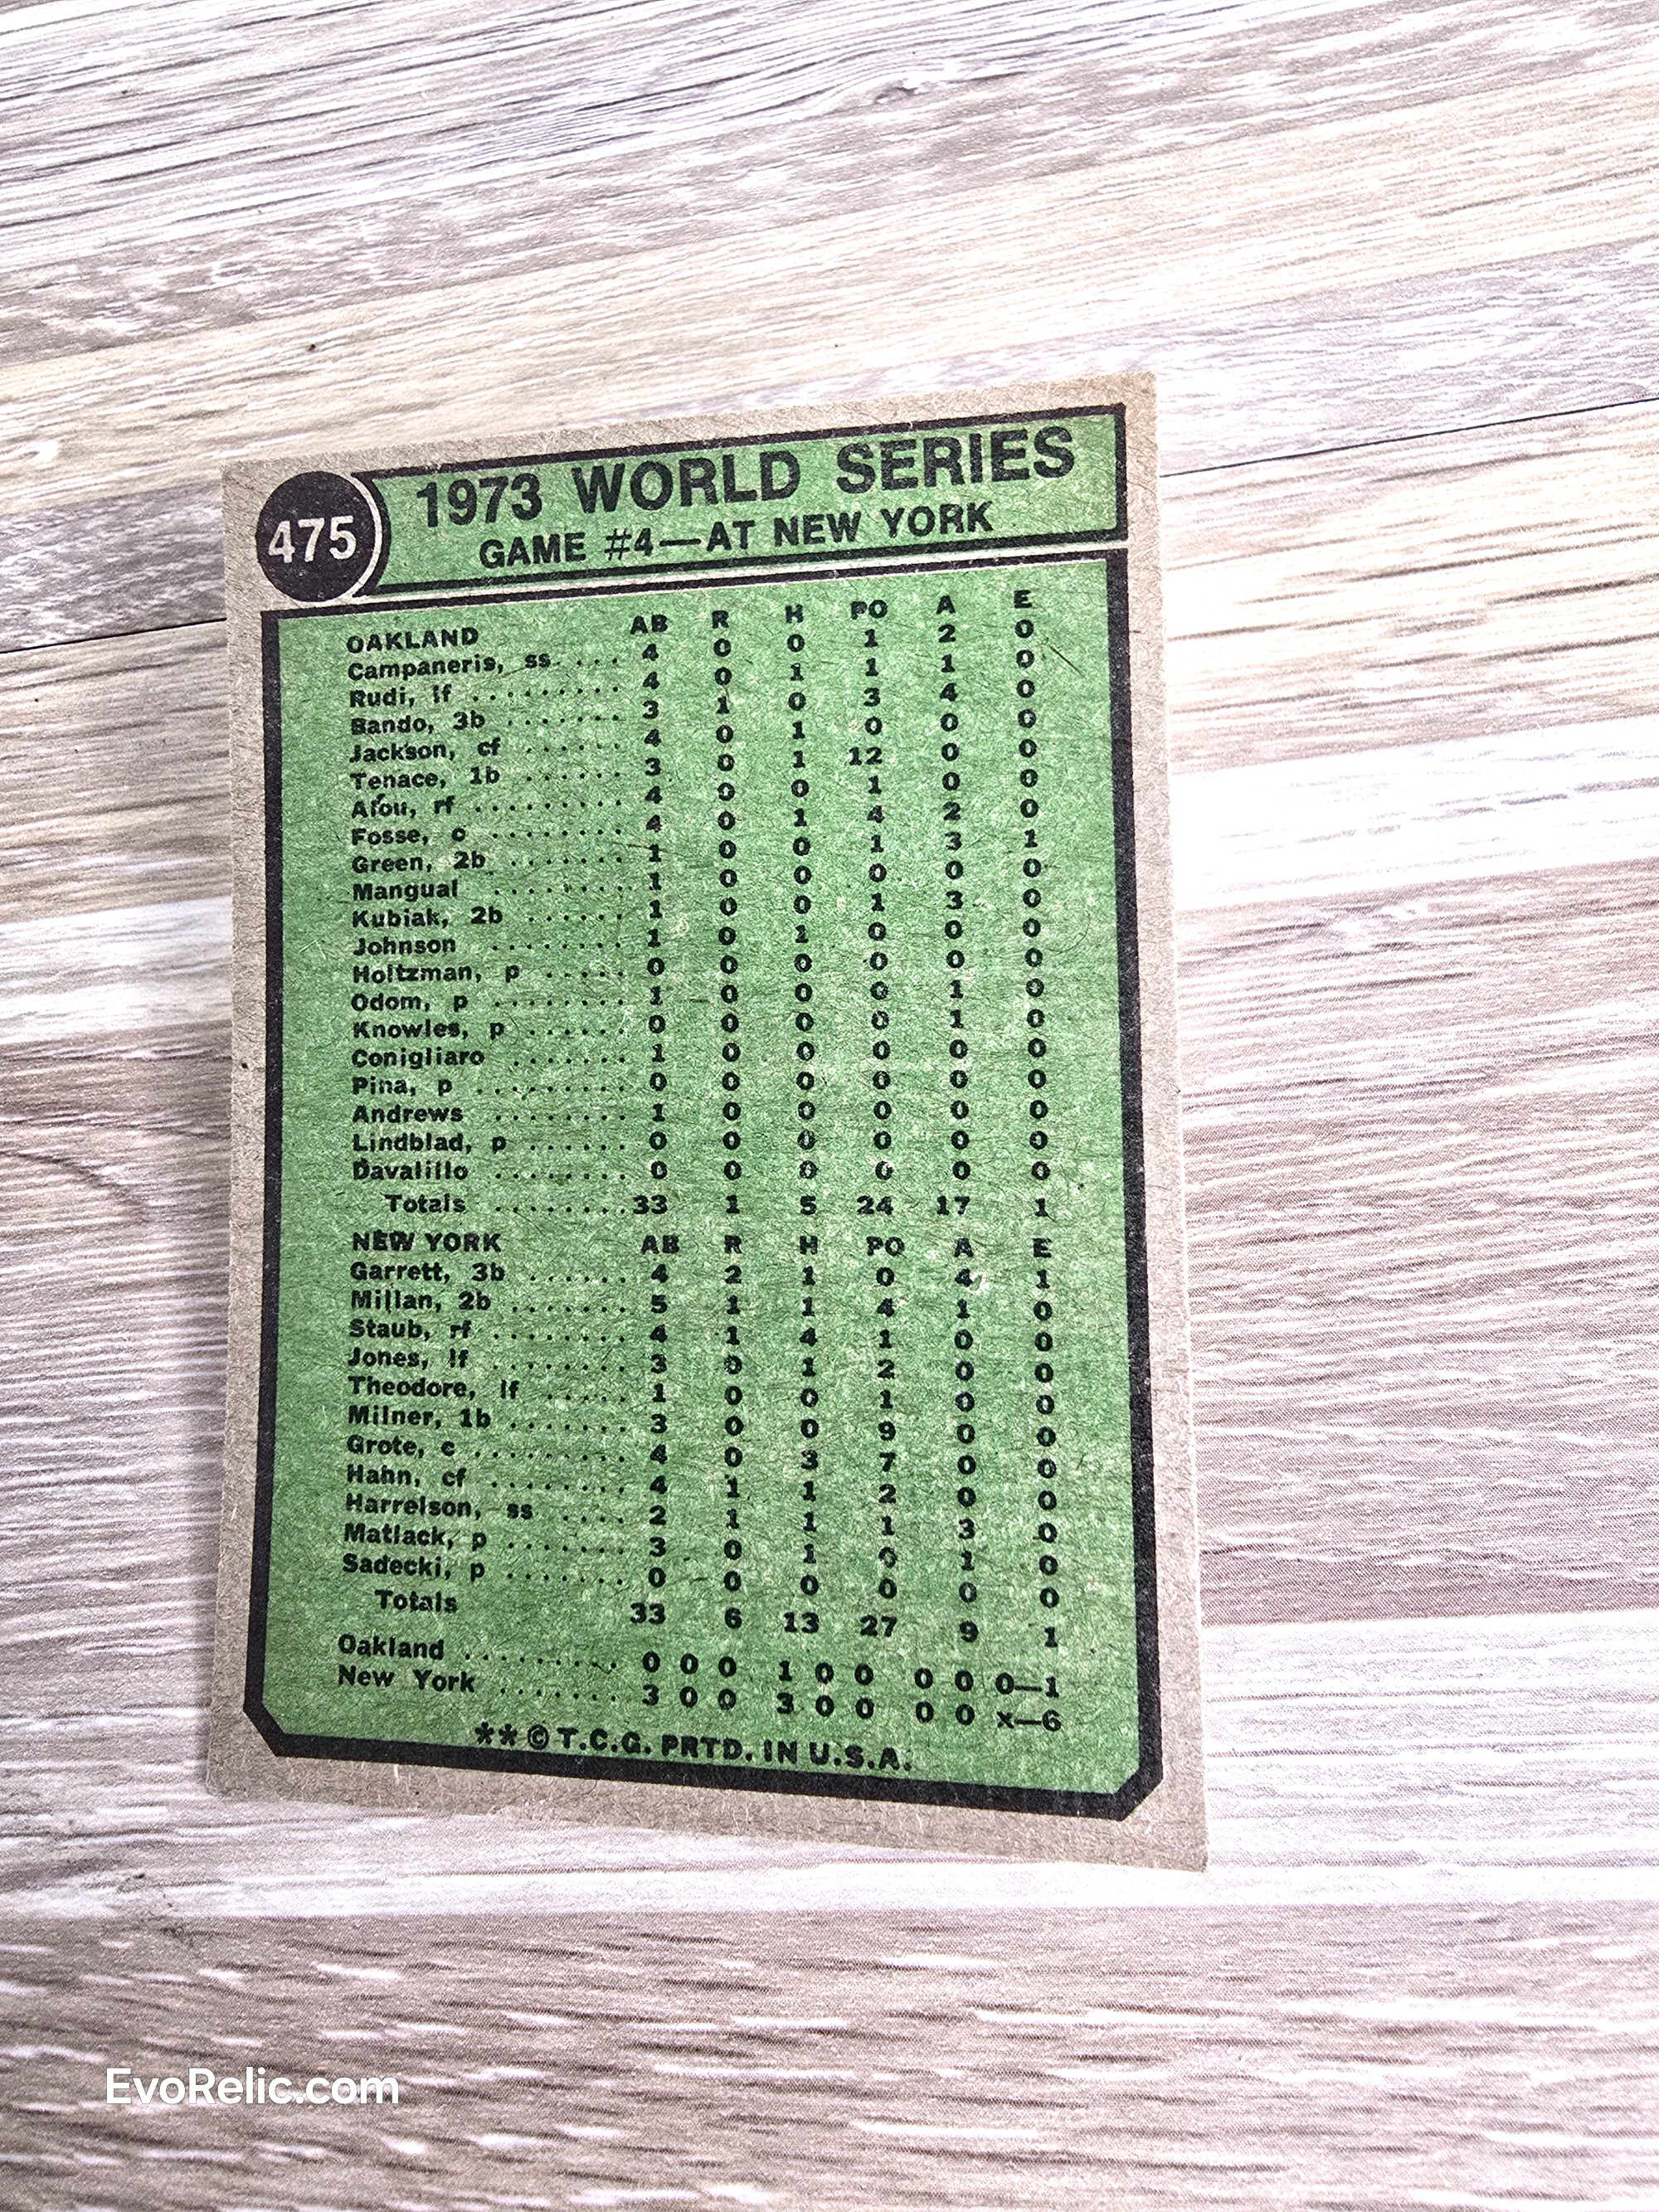 475
1973 WORLD SERIES
GAME #4—AT NEW YORK
OAKLAND AB R H PO A E
Campaneris, ss. . . . 4 0 0 1 2 0
Rudi, lf . . . . . . . . . 4 0 1 1 1 0
Bando, 3b . . . . . . . 3 1 0 3 4 0
Jackson, cf . . . . . . 4 0 1 0 0 0
Tenace, 1b . . . . . . 3 0 1 12 0 0
Alou, rf . . . . . . . . . 4 0 0 1 0 0
Fosse, c . . . . . . . . 4 0 1 4 2 0
Green, 2b . . . . . . . 1 0 0 1 3 1
Mangual . . . . . . . . . 1 0 0 0 0 0
Kubiak, 2b . . . . . . 1 0 0 1 3 0
Johnson . . . . . . . . 1 0 1 0 0 0
Holtzman, p . . . . . 0 0 0 0 0 0
Odom, p . . . . . . . . 1 0 0 0 1 0
Knowles, p . . . . . . 0 0 0 0 1 0
Conigliaro . . . . . . . 1 0 0 0 0 0
Pina, p . . . . . . . . . 0 0 0 0 0 0
Andrews . . . . . . . . 1 0 0 0 0 0
Lindblad, p . . . . . . 0 0 0 0 0 0
Davalillo . . . . . . . . 0 0 0 0 0 0
Totals . . . . . . . . 33 1 5 24 17 1
NEW YORK AB R H PO A E
Garrett, 3b . . . . . . 4 2 1 0 4 1
Millan, 2b . . . . . . . 5 1 1 4 1 0
Staub, rf . . . . . . . . 4 1 4 1 0 0
Jones, lf . . . . . . . . 3 0 1 2 0 0
Theodore, lf . . . . . 1 0 0 1 0 0
Milner, 1b . . . . . . . 3 0 0 9 0 0
Grote, c . . . . . . . . . 4 0 3 7 0 0
Hahn, cf . . . . . . . . 4 1 1 2 0 0
Harrelson, ss . . . . 2 1 1 1 3 0
Matlack, p . . . . . . . 3 0 1 0 1 0
Sadecki, p . . . . . . . 0 0 0 0 0 0
Totals 33 6 13 27 9 1
Oakland . . . . . . . . . 0 0 0 1 0 0 0 0 0—1
New York . . . . . . . 3 0 0 3 0 0 0 0 x—6
**© T.C.G. PRTD. IN U.S.A.
EvoRelic.com